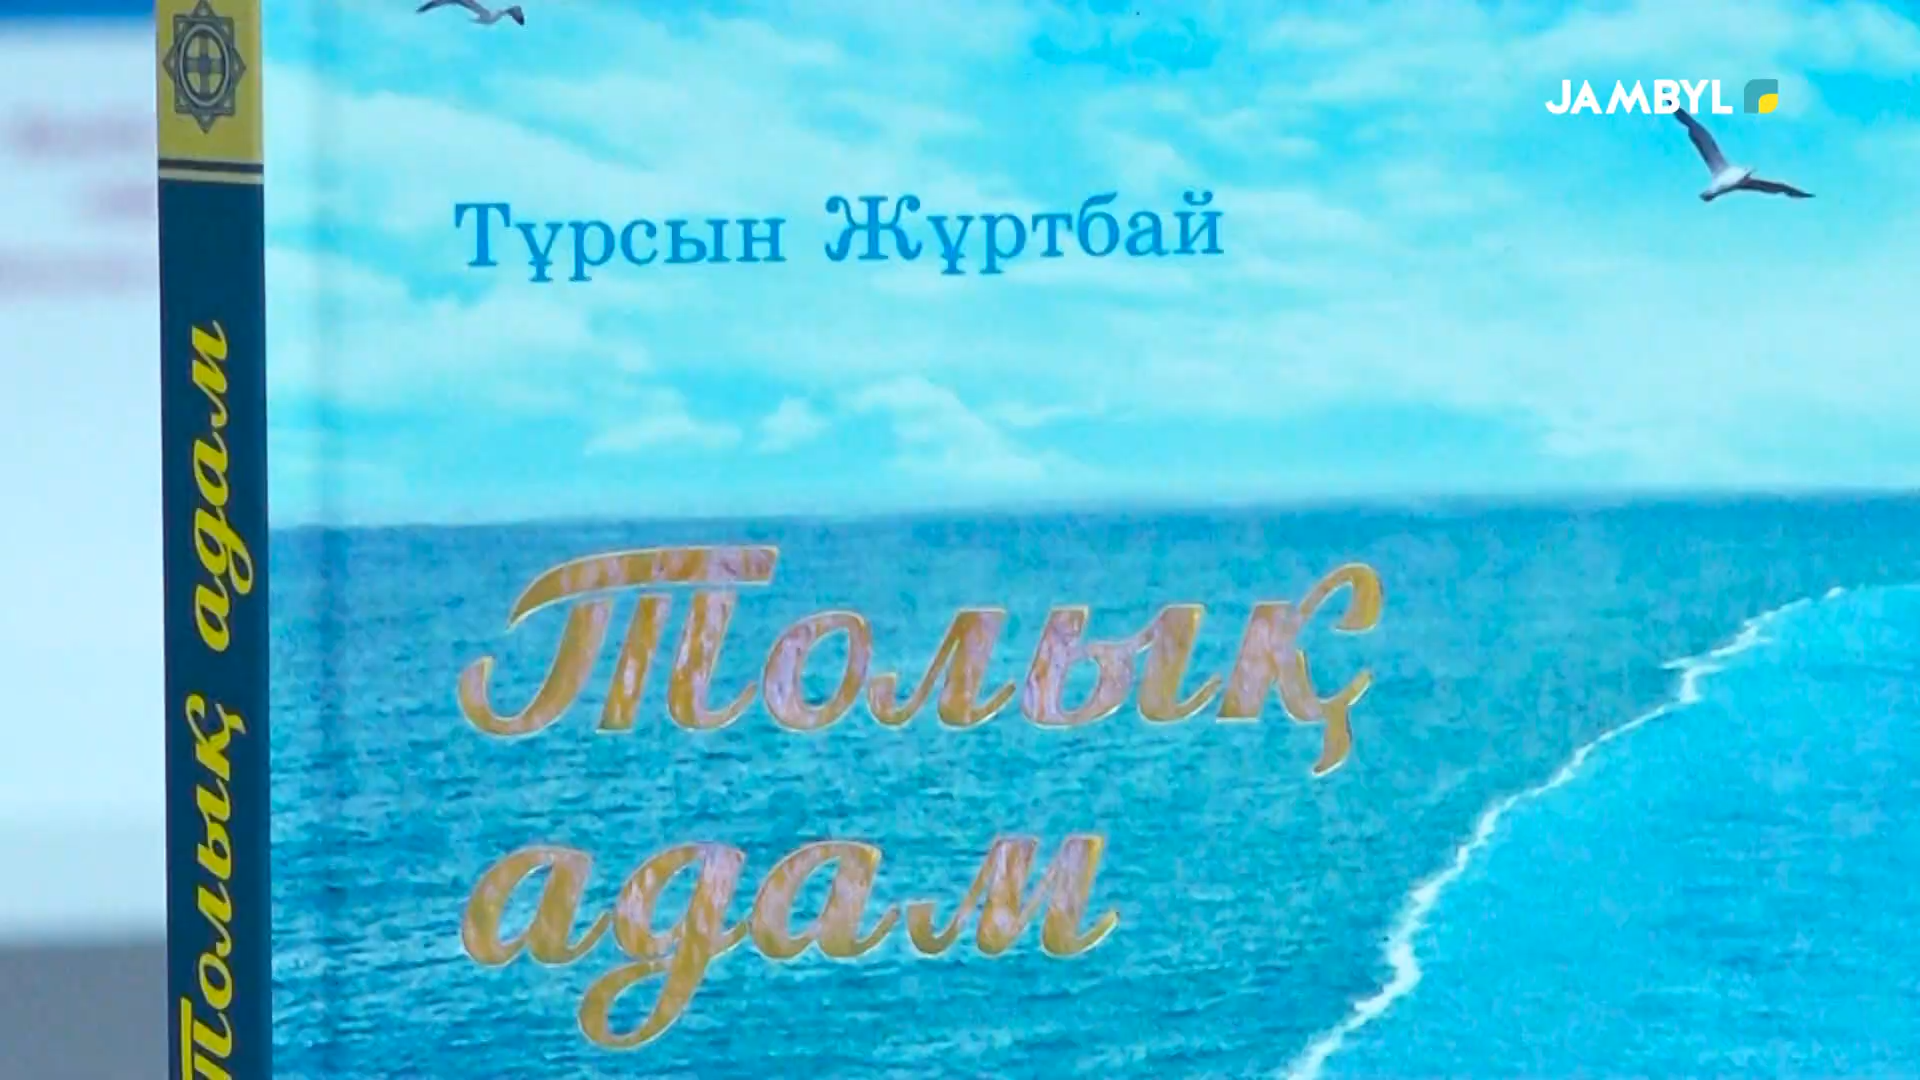 JAMBYL
Тұрсын Жұртбай
Толық
адам
Толық адам